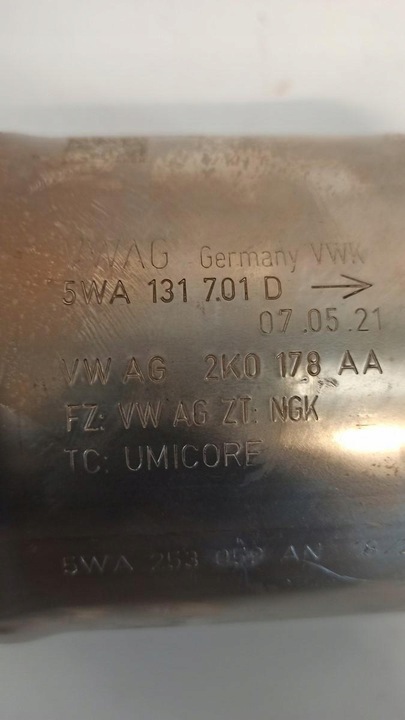 VWAG Germany VWK
5WA 131 701 D →
07.05.21
VW AG 2K0 178 AA
FZ: VW AG ZT: NGK
TC: UMICORE
5WA 253 059 AN